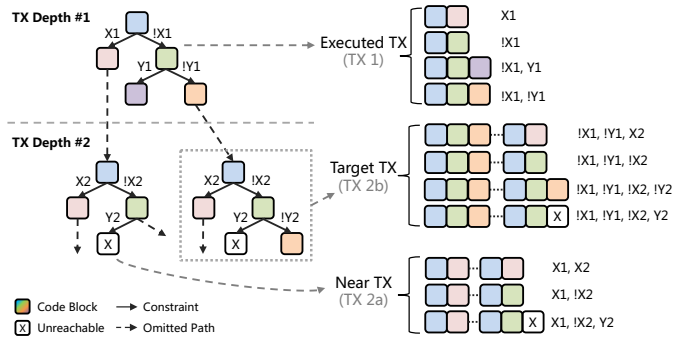 TX Depth #1
X1 !X1
Y1 !Y1
Executed TX
(TX 1)
X1
!X1
!X1, Y1
!X1, !Y1
TX Depth #2
X2 !X2
Y2
X
X2 !X2
Y2 !Y2
X
Target TX
(TX 2b)
!X1, !Y1, X2
!X1, !Y1, !X2
!X1, !Y1, !X2, !Y2
X
!X1, !Y1, !X2, Y2
Near TX
(TX 2a)
X1, X2
X1, !X2
X
X1, !X2, Y2
Code Block
Constraint
X
Unreachable
Omitted Path